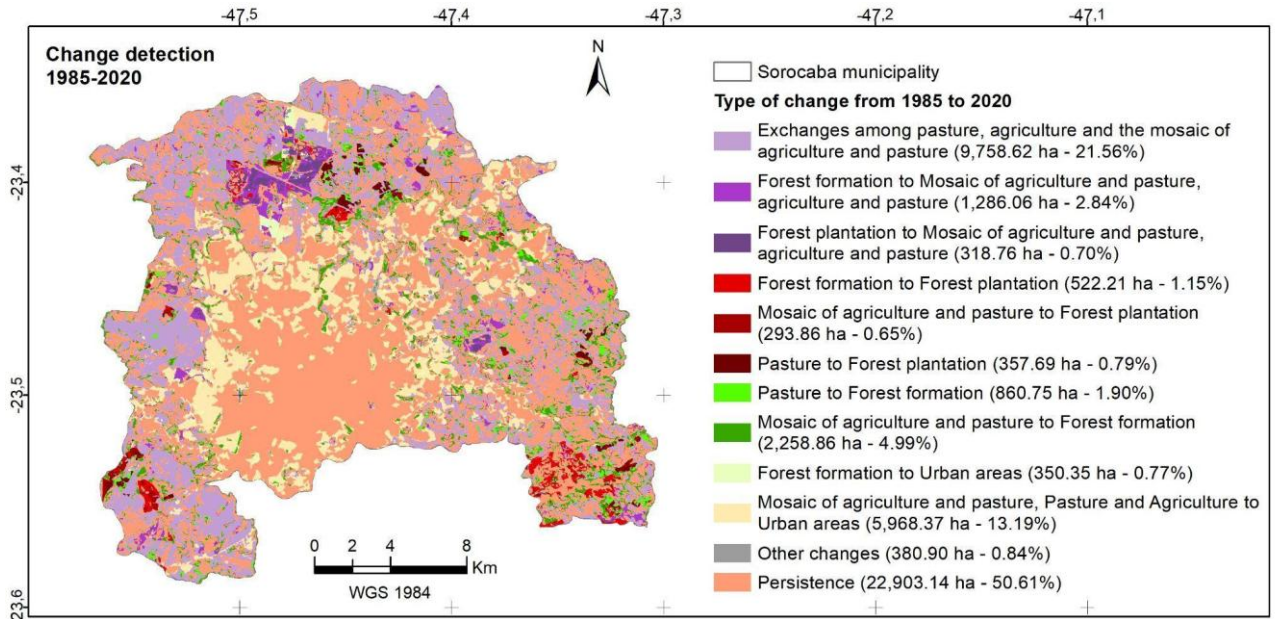 -47,5 -47,4 -47,3 -47,2 -47,1
Change detection
1985-2020
N
-23,4
-23,5
-23,6
0 2 4 8
Km
WGS 1984
Sorocaba municipality
Type of change from 1985 to 2020
Exchanges among pasture, agriculture and the mosaic of
agriculture and pasture (9,758.62 ha - 21.56%)
Forest formation to Mosaic of agriculture and pasture,
agriculture and pasture (1,286.06 ha - 2.84%)
Forest plantation to Mosaic of agriculture and pasture,
agriculture and pasture (318.76 ha - 0.70%)
Forest formation to Forest plantation (522.21 ha - 1.15%)
Mosaic of agriculture and pasture to Forest plantation
(293.86 ha - 0.65%)
Pasture to Forest plantation (357.69 ha - 0.79%)
Pasture to Forest formation (860.75 ha - 1.90%)
Mosaic of agriculture and pasture to Forest formation
(2,258.86 ha - 4.99%)
Forest formation to Urban areas (350.35 ha - 0.77%)
Mosaic of agriculture and pasture, Pasture and Agriculture to
Urban areas (5,968.37 ha - 13.19%)
Other changes (380.90 ha - 0.84%)
Persistence (22,903.14 ha - 50.61%)